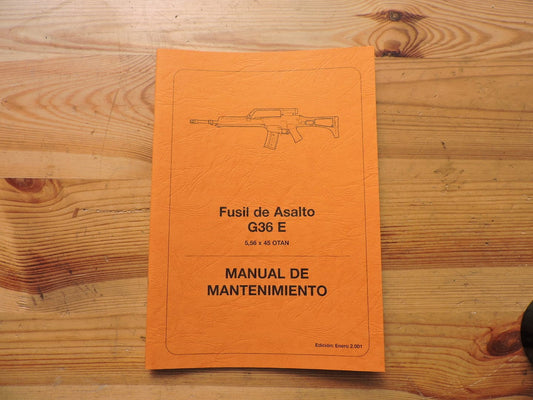 Fusil de Asalto
G36 E
5,56 x 45 OTAN
MANUAL DE
MANTENIMIENTO
Edición: Enero 2.001